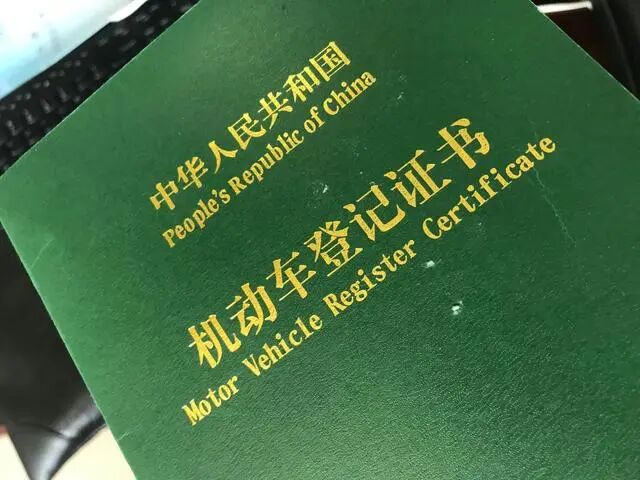 中华人民共和国
People's Republic of China
机动车登记证书
Motor Vehicle Register Certificate